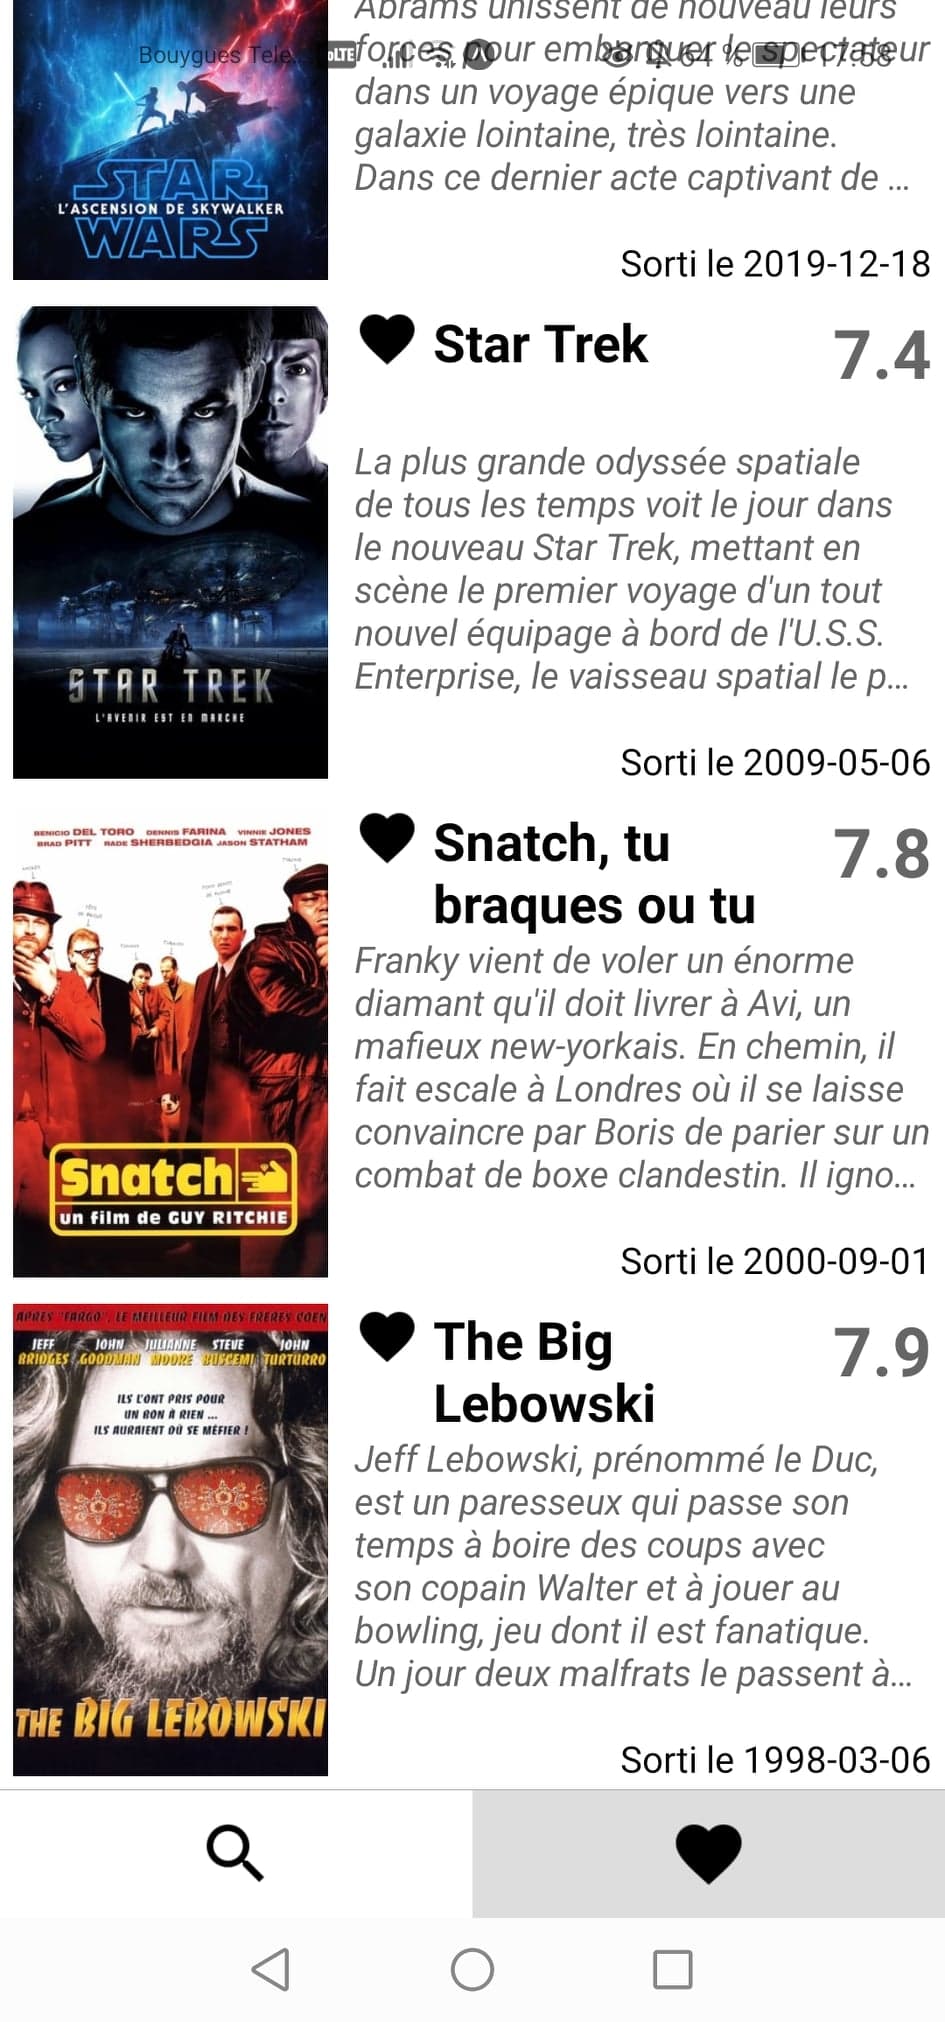 Abrams unissent de nouveau leurs
Bouygues Tele... 64 % 17:58
forces pour embarquer le spectateur
dans un voyage épique vers une
galaxie lointaine, très lointaine.
Dans ce dernier acte captivant de ...
STAR
L'ASCENSION DE SKYWALKER
WARS
Sorti le 2019-12-18
Star Trek
7.4
La plus grande odyssée spatiale
de tous les temps voit le jour dans
le nouveau Star Trek, mettant en
scène le premier voyage d'un tout
nouvel équipage à bord de l'U.S.S.
Enterprise, le vaisseau spatial le p...
STAR TREK
L'AVENIR EST EN MARCHE
Sorti le 2009-05-06
BENICIO DEL TORO DENNIS FARINA VINNIE JONES
BRAD PITT RADE SHERBEDGIA JASON STATHAM
Snatch
un film de GUY RITCHIE
Snatch, tu
braques ou tu
7.8
Franky vient de voler un énorme
diamant qu'il doit livrer à Avi, un
mafieux new-yorkais. En chemin, il
fait escale à Londres où il se laisse
convaincre par Boris de parier sur un
combat de boxe clandestin. Il igno...
Sorti le 2000-09-01
APRÈS "FARGO", LE MEILLEUR FILM DES FRERES COEN
JEFF JOHN JULIANNE STEVE JOHN
BRIDGES GOODMAN MOORE BUSCEMI TURTURRO
ILS L'ONT PRIS POUR
UN BON À RIEN ...
ILS AURAIENT DÛ SE MÉFIER !
THE BIG LEBOWSKI
The Big
Lebowski
7.9
Jeff Lebowski, prénommé le Duc,
est un paresseux qui passe son
temps à boire des coups avec
son copain Walter et à jouer au
bowling, jeu dont il est fanatique.
Un jour deux malfrats le passent à...
Sorti le 1998-03-06